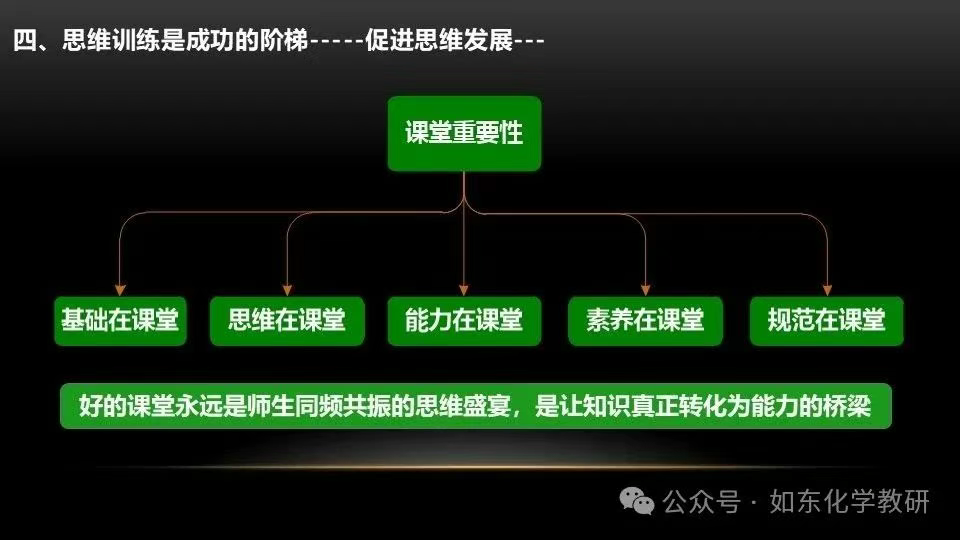 四、思维训练是成功的阶梯-----促进思维发展---
课堂重要性
基础在课堂
思维在课堂
能力在课堂
素养在课堂
规范在课堂
好的课堂永远是师生同频共振的思维盛宴，是让知识真正转化为能力的桥梁
公众号·如东化学教研